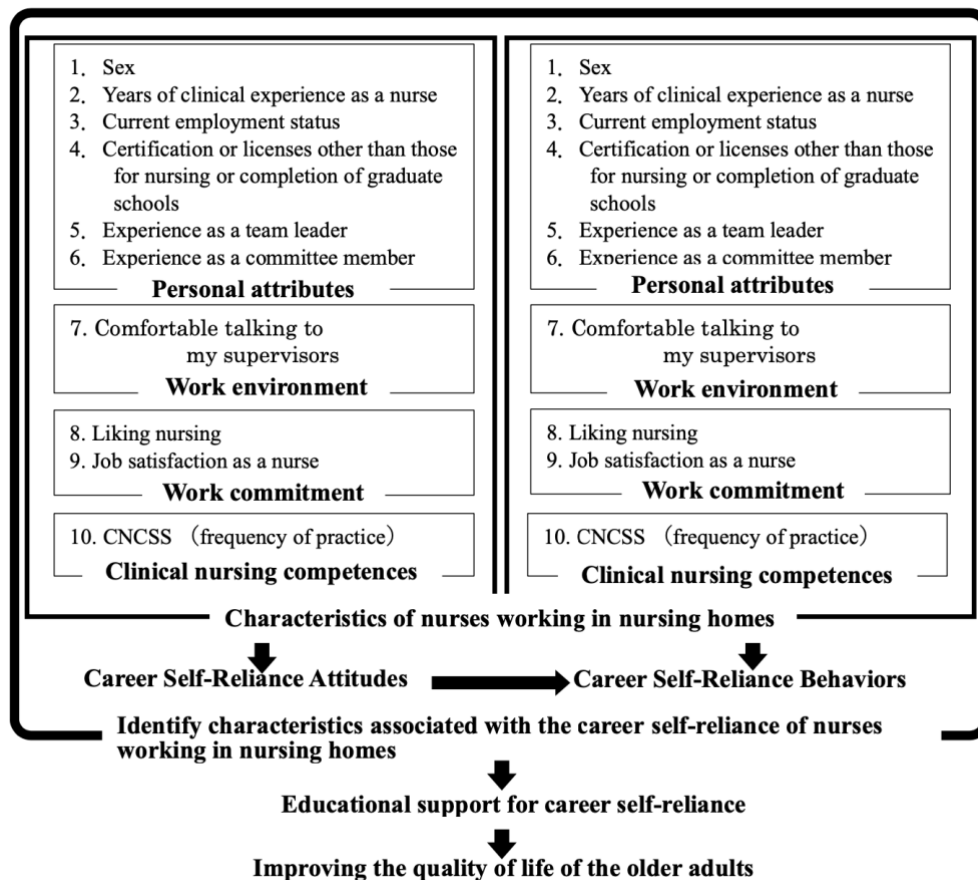 1. Sex
2. Years of clinical experience as a nurse
3. Current employment status
4. Certification or licenses other than those
for nursing or completion of graduate
schools
5. Experience as a team leader
6. Experience as a committee member
Personal attributes
7. Comfortable talking to
my supervisors
Work environment
8. Liking nursing
9. Job satisfaction as a nurse
Work commitment
10. CNCSS （frequency of practice）
Clinical nursing competences
1. Sex
2. Years of clinical experience as a nurse
3. Current employment status
4. Certification or licenses other than those
for nursing or completion of graduate
schools
5. Experience as a team leader
6. Experience as a committee member
Personal attributes
7. Comfortable talking to
my supervisors
Work environment
8. Liking nursing
9. Job satisfaction as a nurse
Work commitment
10. CNCSS （frequency of practice）
Clinical nursing competences
Characteristics of nurses working in nursing homes
Career Self-Reliance Attitudes
Career Self-Reliance Behaviors
Identify characteristics associated with the career self-reliance of nurses
working in nursing homes
Educational support for career self-reliance
Improving the quality of life of the older adults